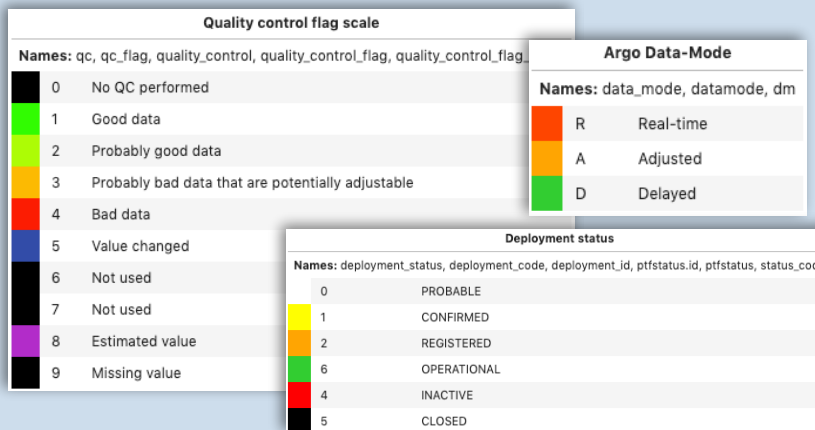 Quality control flag scale
Names: qc, qc_flag, quality_control, quality_control_flag, quality_control_flag_
0 No QC performed
1 Good data
2 Probably good data
3 Probably bad data that are potentially adjustable
4 Bad data
5 Value changed
6 Not used
7 Not used
8 Estimated value
9 Missing value
Argo Data-Mode
Names: data_mode, datamode, dm
R Real-time
A Adjusted
D Delayed
Deployment status
Names: deployment_status, deployment_code, deployment_id, ptfstatus.id, ptfstatus, status_cod
0 PROBABLE
1 CONFIRMED
2 REGISTERED
6 OPERATIONAL
4 INACTIVE
5 CLOSED